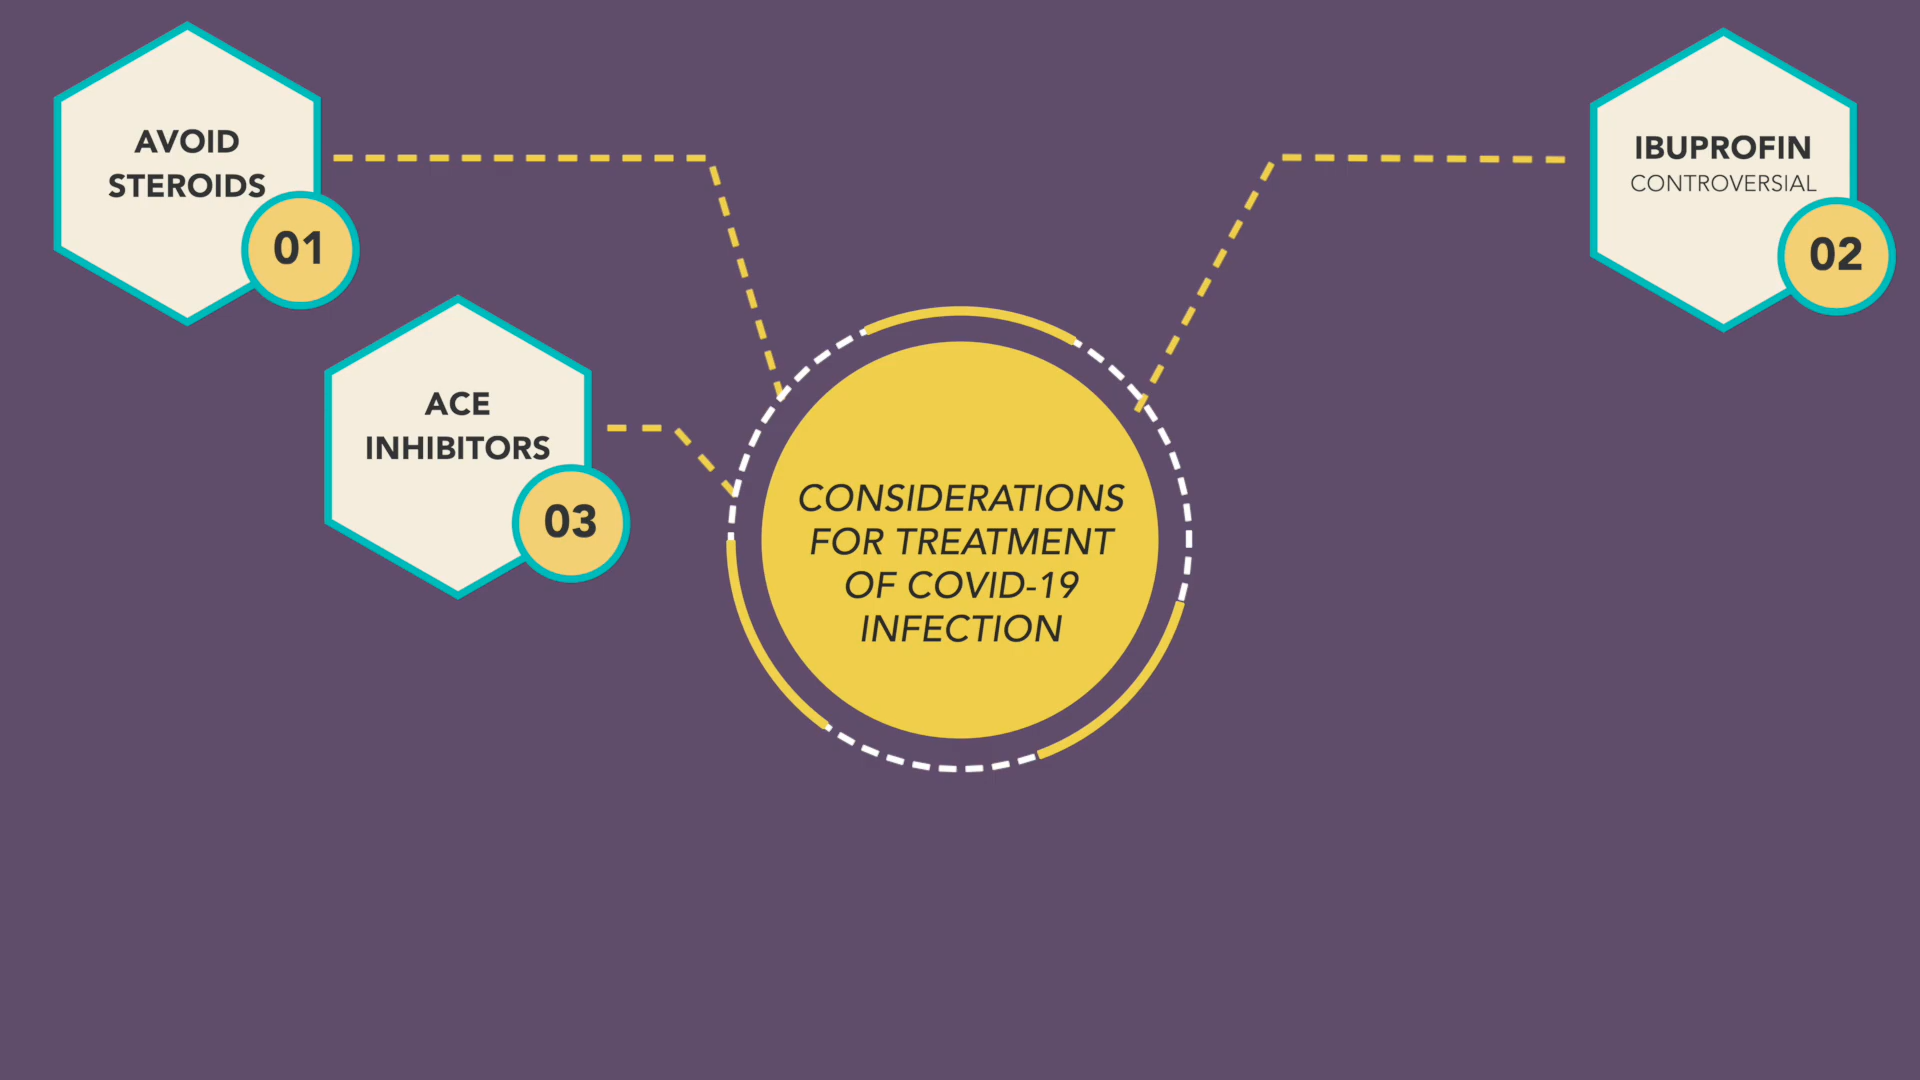 AVOID
STEROIDS
01
IBUPROFIN
CONTROVERSIAL
02
ACE
INHIBITORS
03
CONSIDERATIONS
FOR TREATMENT
OF COVID-19
INFECTION